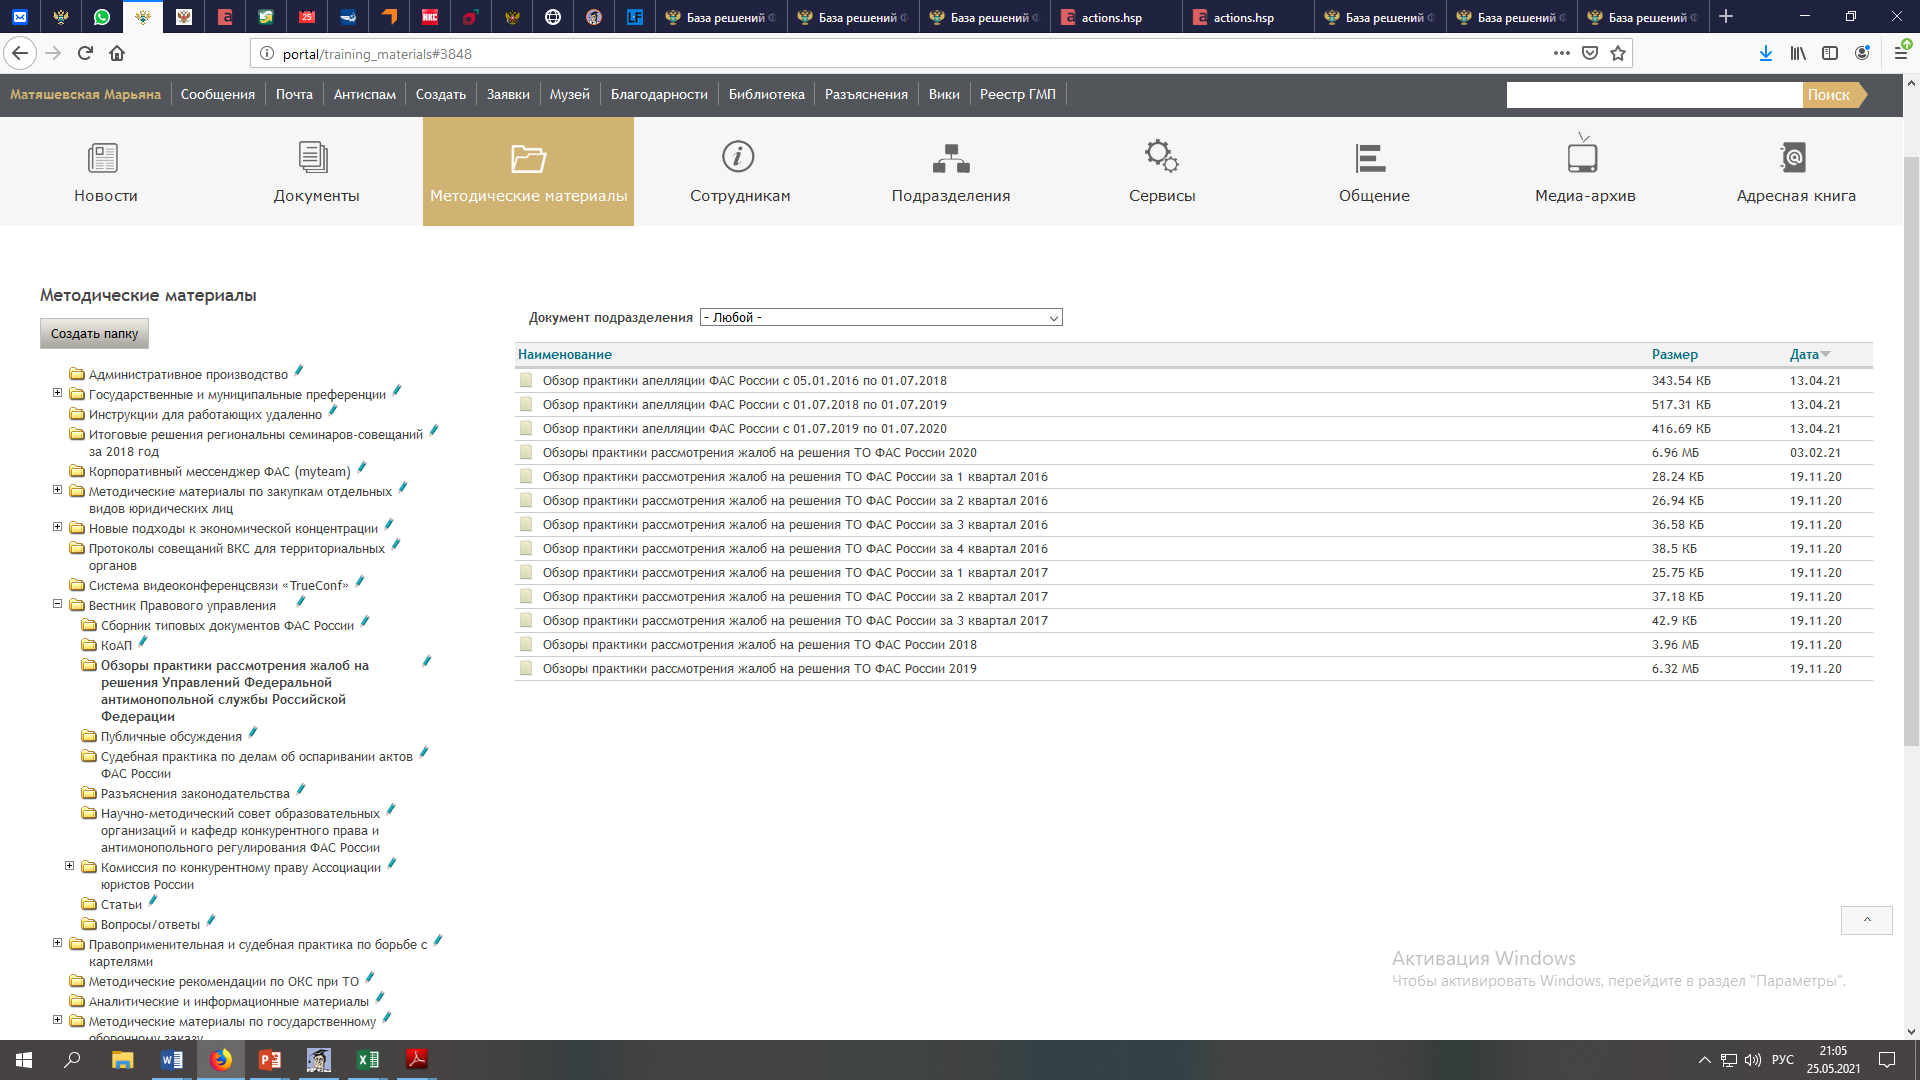 25
ИКС
LF
База решений Ф
База решений Ф
База решений Ф
actions.hsp
actions.hsp
База решений Ф
База решений Ф
База решений Ф
portal/training_materials#3848
Матяшевская Марьяна Сообщения Почта Антиспам Создать Заявки Музей Благодарности Библиотека Разъяснения Вики Реестр ГМП Поиск
Новости
Документы
Методические материалы
Сотрудникам
Подразделения
Сервисы
Общение
Медиа-архив
Адресная книга
Методические материалы
Создать папку
Административное производство
Государственные и муниципальные преференции
Инструкции для работающих удаленно
Итоговые решения региональны семинаров-совещаний
за 2018 год
Корпоративный мессенджер ФАС (myteam)
Методические материалы по закупкам отдельных
видов юридических лиц
Новые подходы к экономической концентрации
Протоколы совещаний ВКС для территориальных
органов
Система видеоконференцсвязи «TrueConf»
Вестник Правового управления
Сборник типовых документов ФАС России
КоАП
Обзоры практики рассмотрения жалоб на
решения Управлений Федеральной
антимонопольной службы Российской
Федерации
Публичные обсуждения
Судебная практика по делам об оспаривании актов
ФАС России
Разъяснения законодательства
Научно-методический совет образовательных
организаций и кафедр конкурентного права и
антимонопольного регулирования ФАС России
Комиссия по конкурентному праву Ассоциации
юристов России
Статьи
Вопросы/ответы
Правоприменительная и судебная практика по борьбе с
картелями
Методические рекомендации по ОКС при ТО
Аналитические и информационные материалы
Методические материалы по государственному
оборонному заказу
Документ подразделения - Любой -
Наименование Размер Дата
Обзор практики апелляции ФАС России с 05.01.2016 по 01.07.2018 343.54 КБ 13.04.21
Обзор практики апелляции ФАС России с 01.07.2018 по 01.07.2019 517.31 КБ 13.04.21
Обзор практики апелляции ФАС России с 01.07.2019 по 01.07.2020 416.69 КБ 13.04.21
Обзоры практики рассмотрения жалоб на решения ТО ФАС России 2020 6.96 МБ 03.02.21
Обзор практики рассмотрения жалоб на решения ТО ФАС России за 1 квартал 2016 28.24 КБ 19.11.20
Обзор практики рассмотрения жалоб на решения ТО ФАС России за 2 квартал 2016 26.94 КБ 19.11.20
Обзор практики рассмотрения жалоб на решения ТО ФАС России за 3 квартал 2016 36.58 КБ 19.11.20
Обзор практики рассмотрения жалоб на решения ТО ФАС России за 4 квартал 2016 38.5 КБ 19.11.20
Обзор практики рассмотрения жалоб на решения ТО ФАС России за 1 квартал 2017 25.75 КБ 19.11.20
Обзор практики рассмотрения жалоб на решения ТО ФАС России за 2 квартал 2017 37.18 КБ 19.11.20
Обзор практики рассмотрения жалоб на решения ТО ФАС России за 3 квартал 2017 42.9 КБ 19.11.20
Обзоры практики рассмотрения жалоб на решения ТО ФАС России 2018 3.96 МБ 19.11.20
Обзоры практики рассмотрения жалоб на решения ТО ФАС России 2019 6.32 МБ 19.11.20
Активация Windows
Чтобы активировать Windows, перейдите в раздел "Параметры".
РУС
21:05
25.05.2021